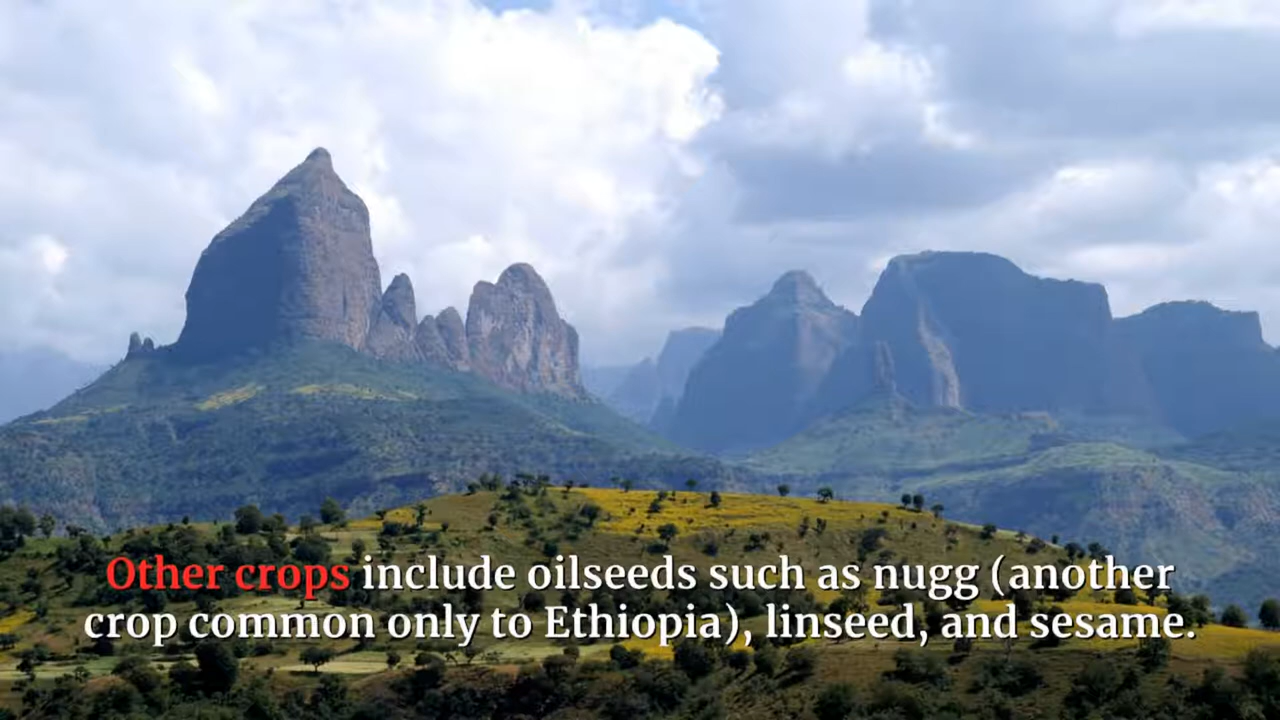 Other crops include oilseeds such as nugg (another
crop common only to Ethiopia), linseed, and sesame.